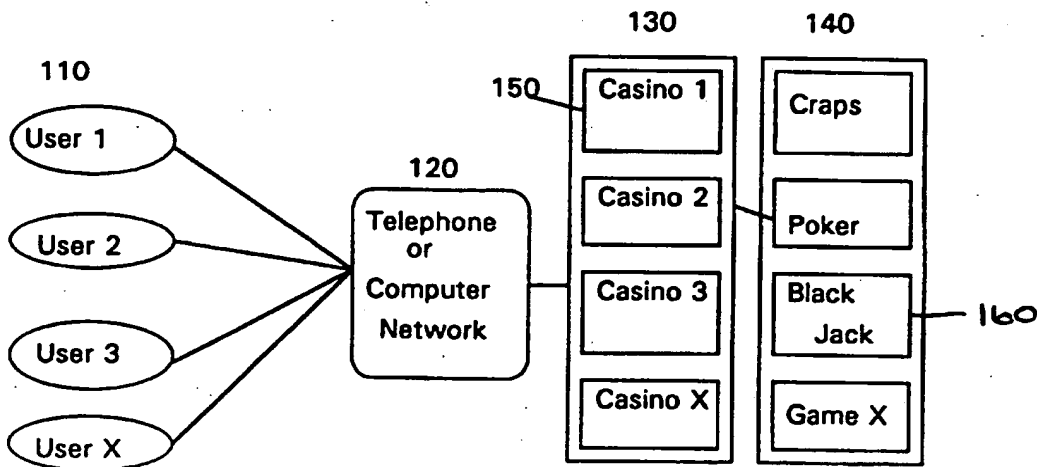 130
140
110
150
Casino 1
Craps
User 1
120
Telephone
or
Computer
Network
Casino 2
Poker
User 2
Casino 3
Black
Jack
160
User 3
Casino X
Game X
User X